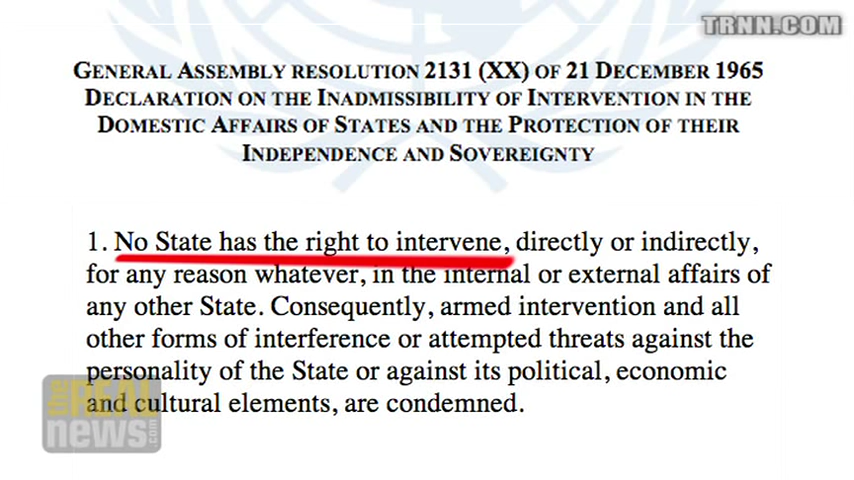 TRNN.COM
GENERAL ASSEMBLY RESOLUTION 2131 (XX) OF 21 DECEMBER 1965
DECLARATION ON THE INADMISSIBILITY OF INTERVENTION IN THE
DOMESTIC AFFAIRS OF STATES AND THE PROTECTION OF THEIR
INDEPENDENCE AND SOVEREIGNTY
1. No State has the right to intervene, directly or indirectly,
for any reason whatever, in the internal or external affairs of
any other State. Consequently, armed intervention and all
other forms of interference or attempted threats against the
personality of the State or against its political, economic
and cultural elements, are condemned.
the REAL
news.com